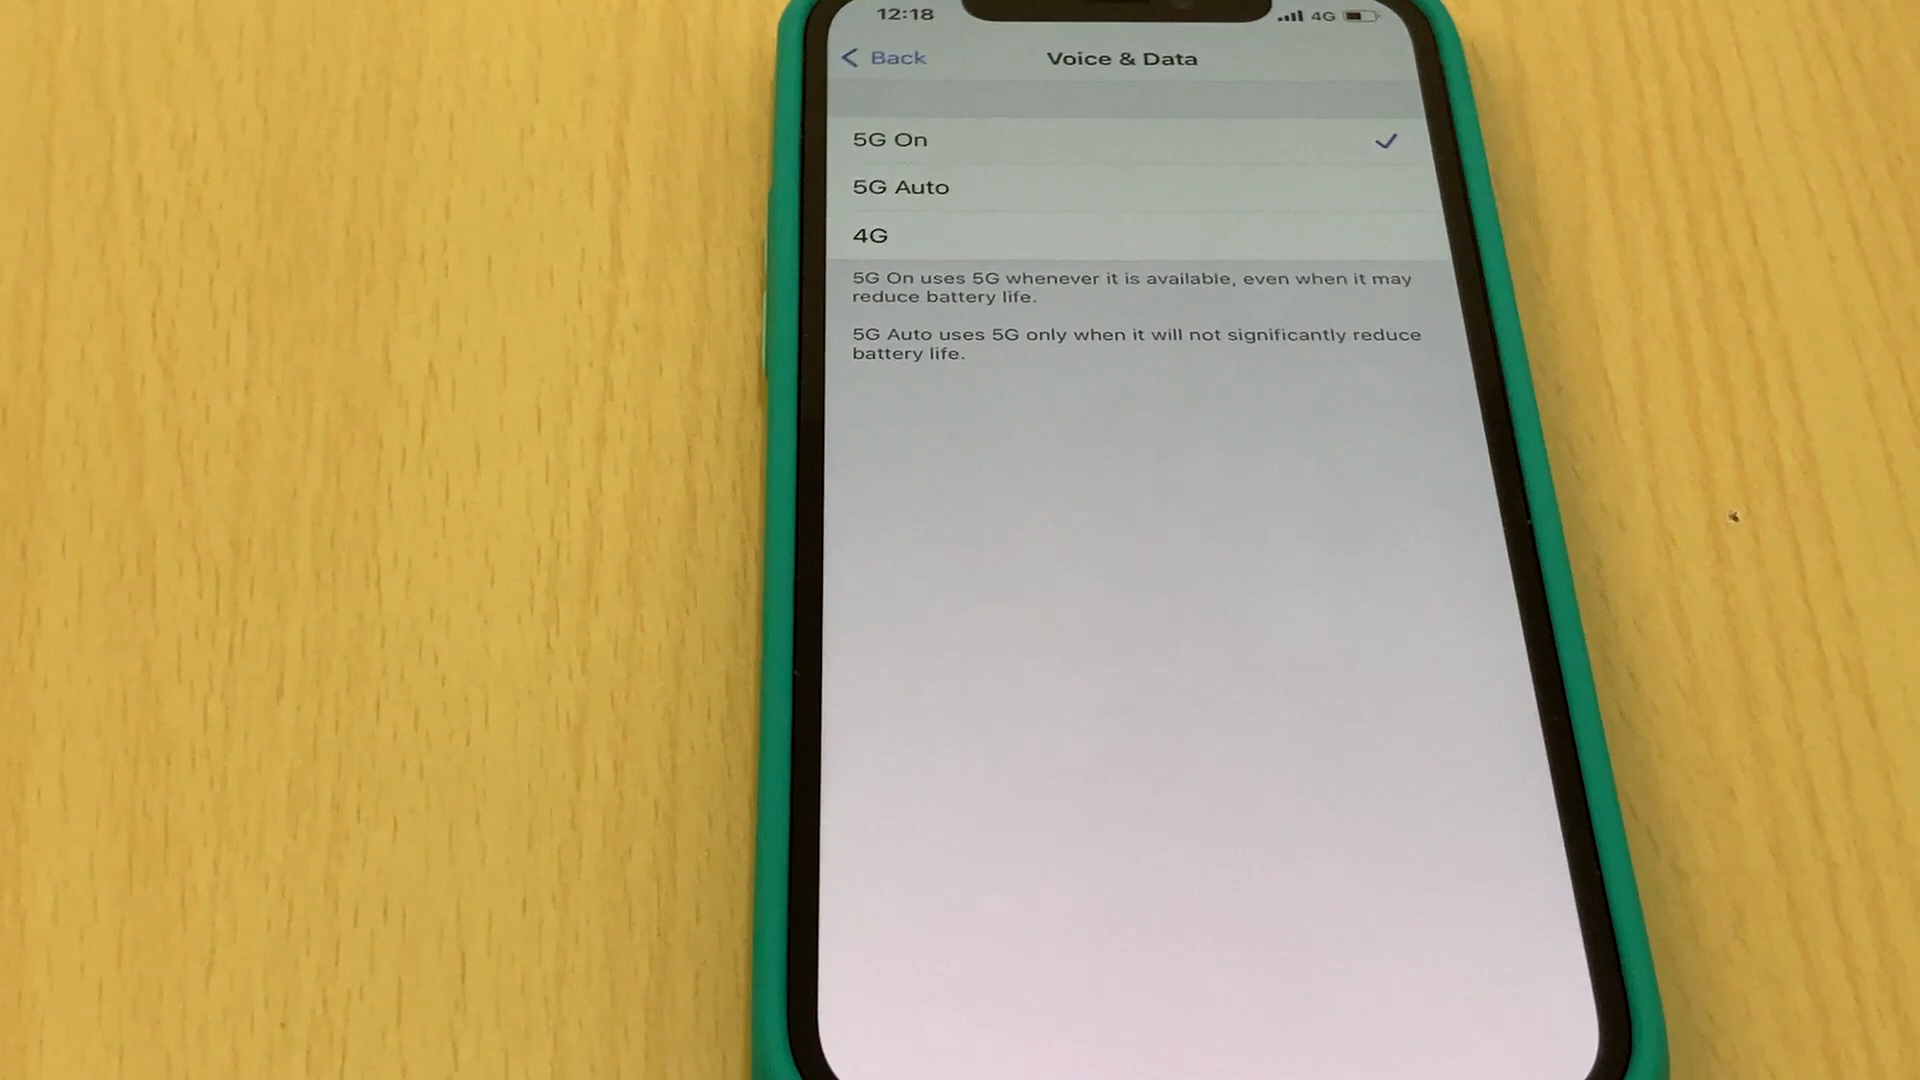 12:18 4G
Back Voice & Data
5G On
5G Auto
4G
5G On uses 5G whenever it is available, even when it may
reduce battery life.
5G Auto uses 5G only when it will not significantly reduce
battery life.